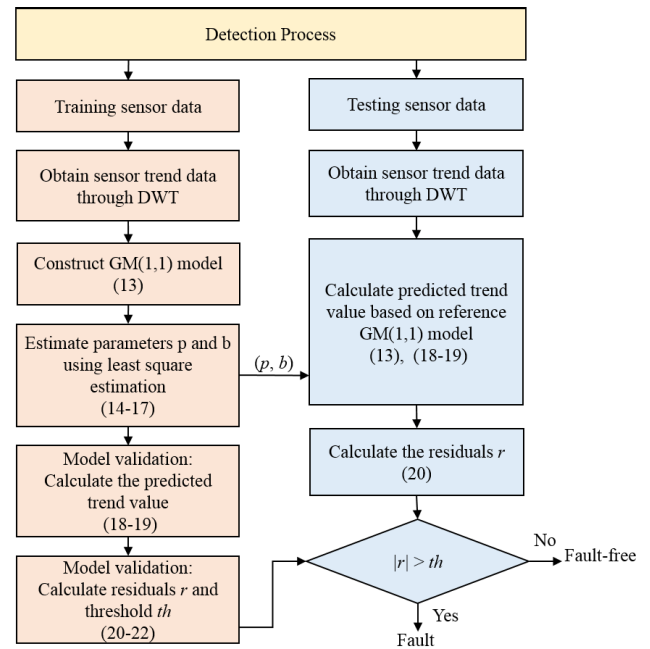 Detection Process
Training sensor data
Obtain sensor trend data
through DWT
Construct GM(1,1) model
(13)
Estimate parameters p and b
using least square
estimation
(14-17)
(p, b)
Model validation:
Calculate the predicted
trend value
(18-19)
Model validation:
Calculate residuals r and
threshold th
(20-22)
Testing sensor data
Obtain sensor trend data
through DWT
Calculate predicted trend
value based on reference
GM(1,1) model
(13), (18-19)
Calculate the residuals r
(20)
|r| > th
No
Fault-free
Yes
Fault